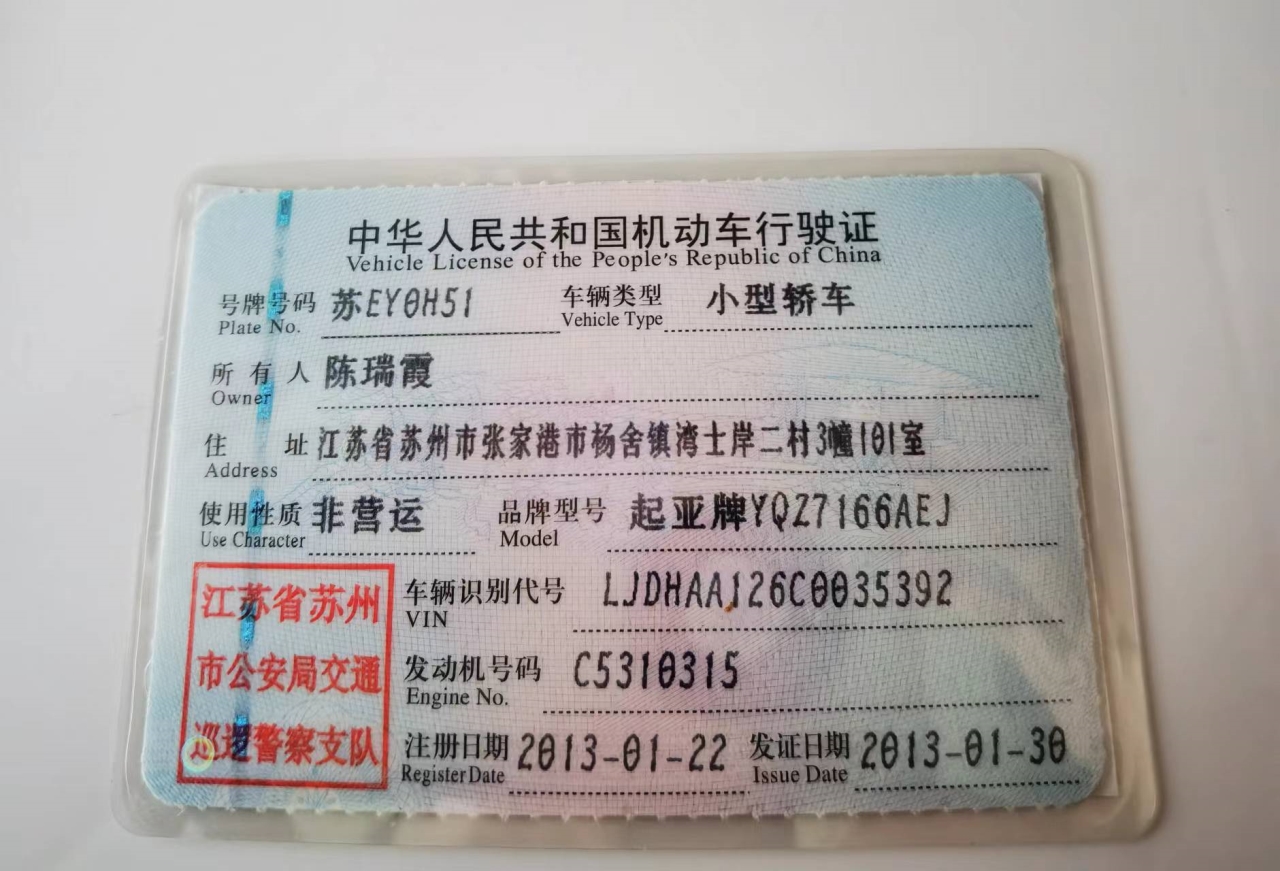 中华人民共和国机动车行驶证
Vehicle License of the People's Republic of China
号牌号码 苏EY0H51 车辆类型 小型轿车
Plate No. Vehicle Type
所有人 陈瑞霞
Owner
住址 江苏省苏州市张家港市杨舍镇湾士岸二村3幢101室
Address
使用性质 非营运 品牌型号 起亚牌YQZ7166AEJ
Use Character Model
江苏省苏州
市公安局交通
巡逻警察支队
车辆识别代号 LJDHAA126C0035392
VIN
发动机号码 C5310315
Engine No.
注册日期 2013-01-22 发证日期 2013-01-30
Register Date Issue Date